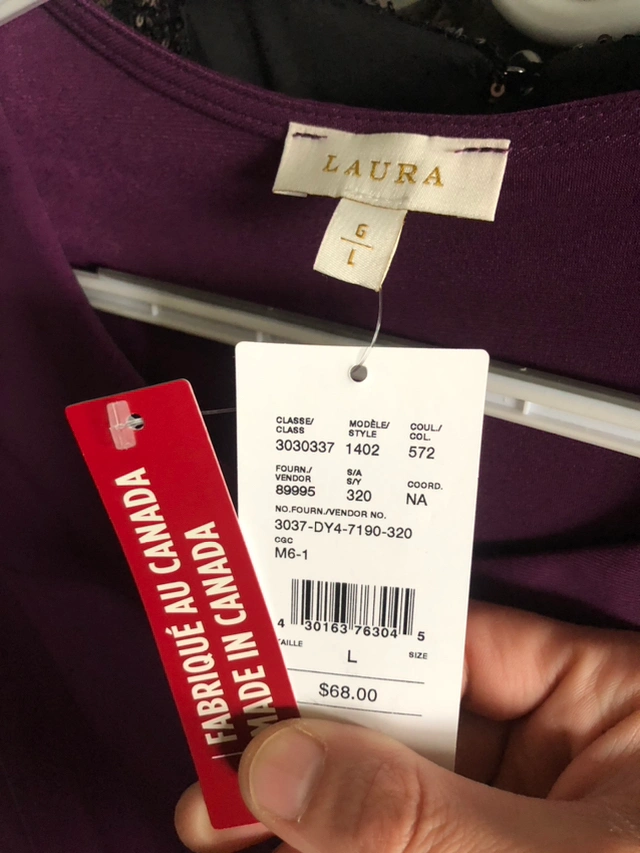 LAURA
G
L
CLASSE/
CLASS
MODÈLE/
STYLE
COUL./
COL.
3030337 1402 572
FOURN./
VENDOR
S/A
S/Y
COORD.
89995 320 NA
NO.FOURN./VENDOR NO.
3037-DY4-7190-320
CGC
M6-1
4 30163 76304 5
TAILLE L SIZE
$68.00
FABRIQUÉ AU CANADA
MADE IN CANADA